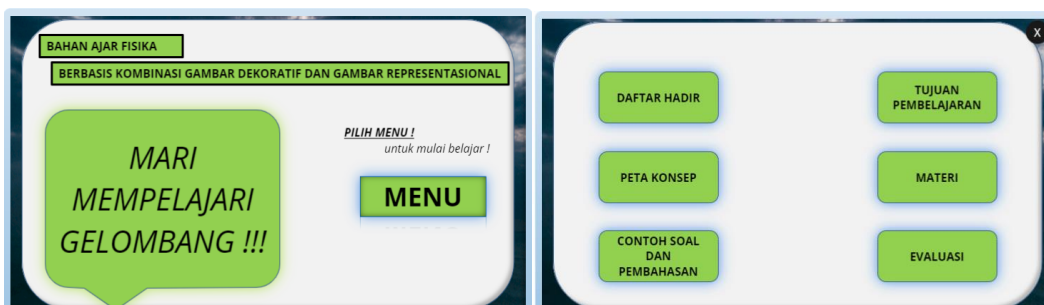 BAHAN AJAR FISIKA
BERBASIS KOMBINASI GAMBAR DEKORATIF DAN GAMBAR REPRESENTASIONAL
MARI
MEMPELAJARI
GELOMBANG !!!
PILIH MENU !
untuk mulai belajar !
MENU
X
DAFTAR HADIR
TUJUAN
PEMBELAJARAN
PETA KONSEP
MATERI
CONTOH SOAL
DAN
PEMBAHASAN
EVALUASI